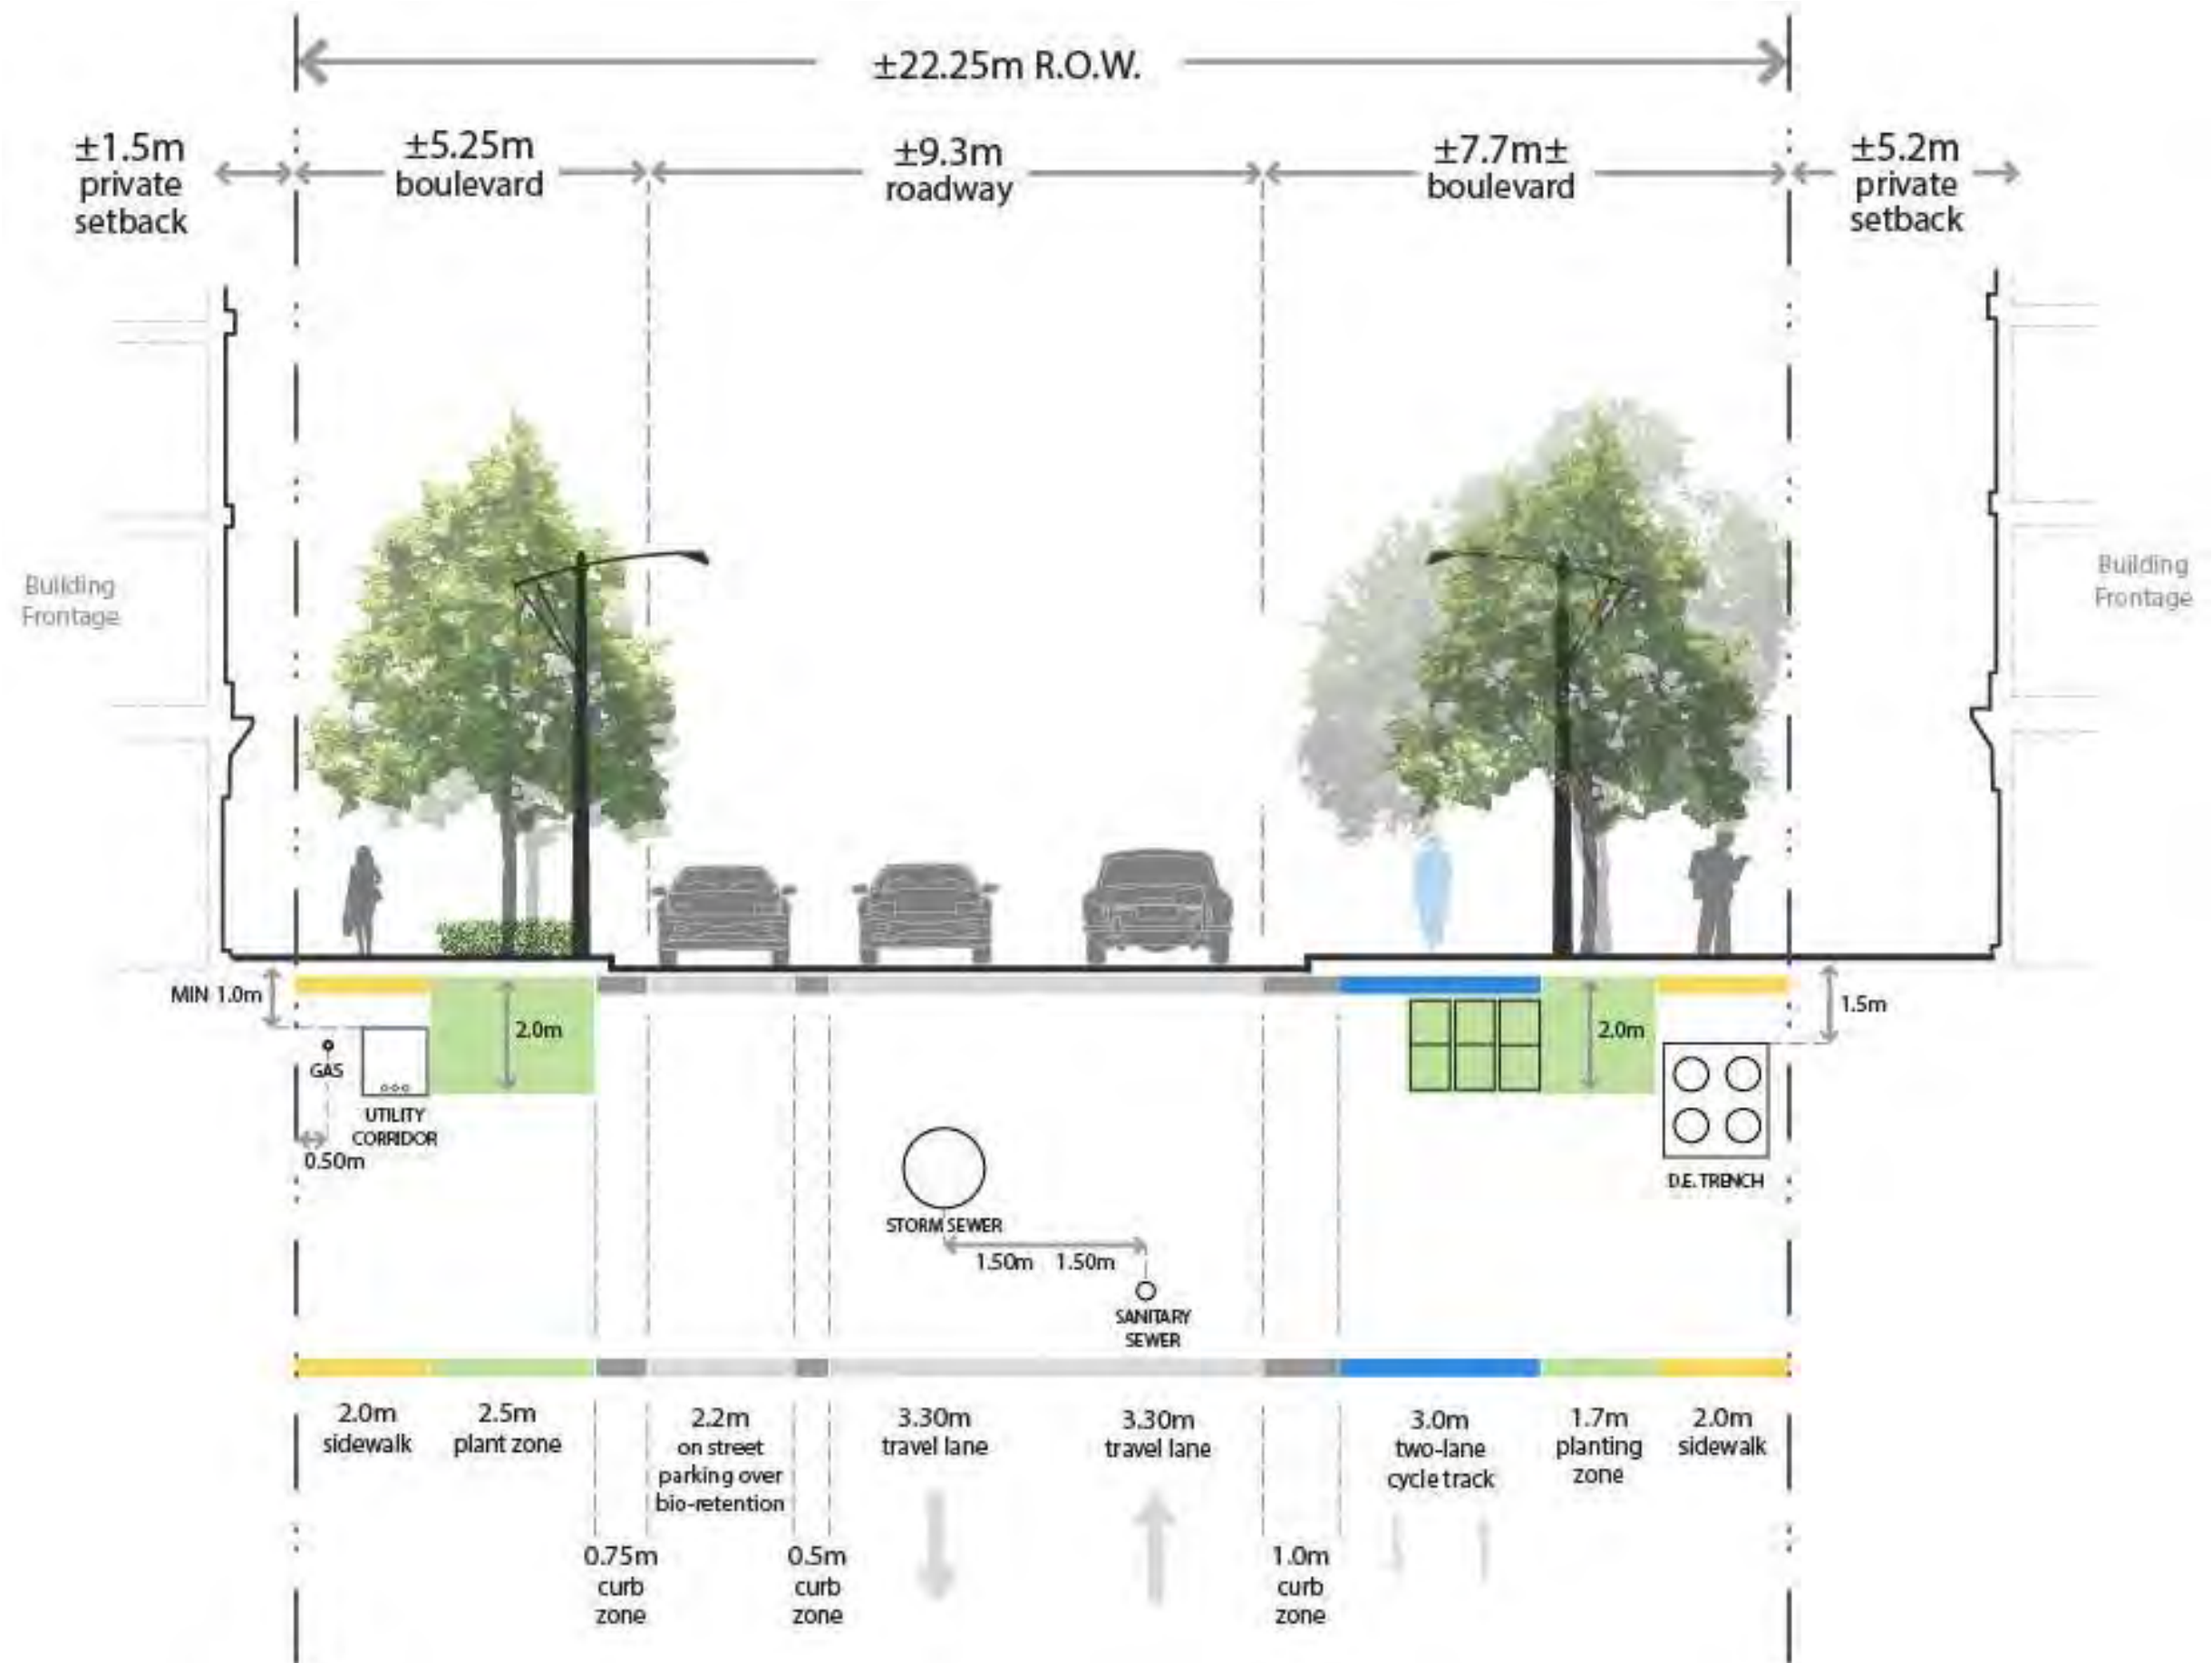 ±22.25m R.O.W.
±1.5m
private
setback
±5.25m
boulevard
±9.3m
roadway
±7.7m±
boulevard
±5.2m
private
setback
Building
Frontage
Building
Frontage
MIN 1.0m
2.0m
2.0m
1.5m
GAS
UTILITY
CORRIDOR
0.50m
D.E. TRENCH
STORM SEWER
1.50m 1.50m
SANITARY
SEWER
2.0m
sidewalk
2.5m
plant zone
2.2m
on street
parking over
bio-retention
3.30m
travel lane
3.30m
travel lane
3.0m
two-lane
cycle track
1.7m
planting
zone
2.0m
sidewalk
0.75m
curb
zone
0.5m
curb
zone
1.0m
curb
zone